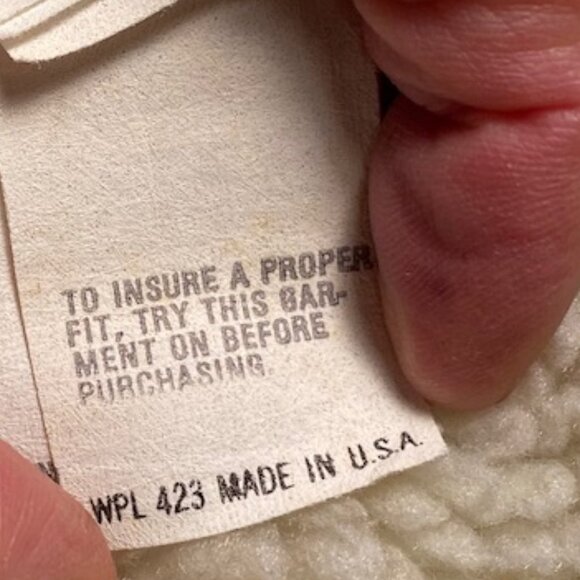 TO INSURE A PROPER
FIT, TRY THIS GAR-
MENT ON BEFORE
PURCHASING.
WPL 423 MADE IN U.S.A.